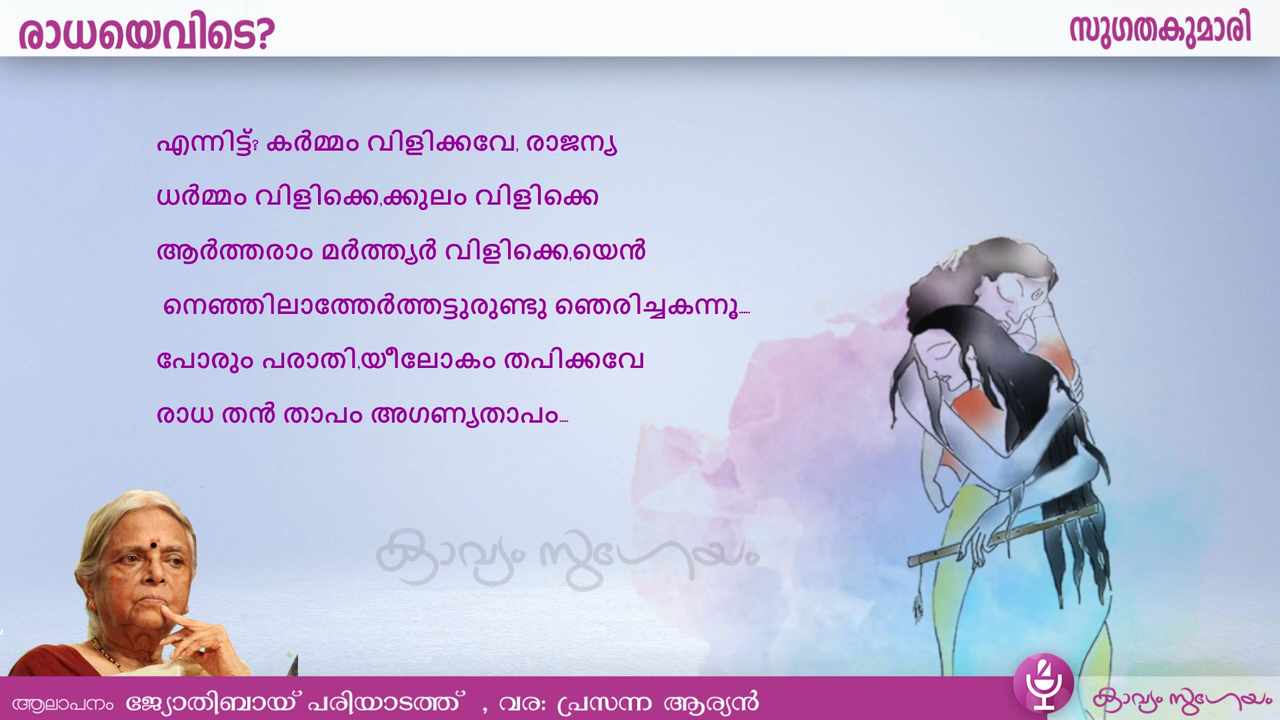 രാധയെവിടെ?
സുഗതകുമാരി
എന്നിട്ട്? കർമ്മം വിളിക്കവേ, രാജന്യ
ധർമ്മം വിളിക്കെ,ക്കുലം വിളിക്കെ
ആർത്തരാം മർത്ത്യർ വിളിക്കെ,യെൻ
നെഞ്ഞിലാത്തേർത്തട്ടുരുണ്ടു ഞെരിച്ചകന്നൂ.....
പോരും പരാതി,യീലോകം തപിക്കവേ
രാധ തൻ താപം അഗണ്യതാപം....
കാവ്യം സുഗേയം
ആലാപനം ജ്യോതിബായ് പരിയാടത്ത് , വര: പ്രസന്ന ആര്യൻ
കാവ്യം സുഗേയം